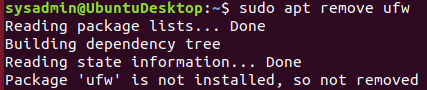 sysadmin@UbuntuDesktop:~$ sudo apt remove ufw
Reading package lists... Done
Building dependency tree
Reading state information... Done
Package 'ufw' is not installed, so not removed